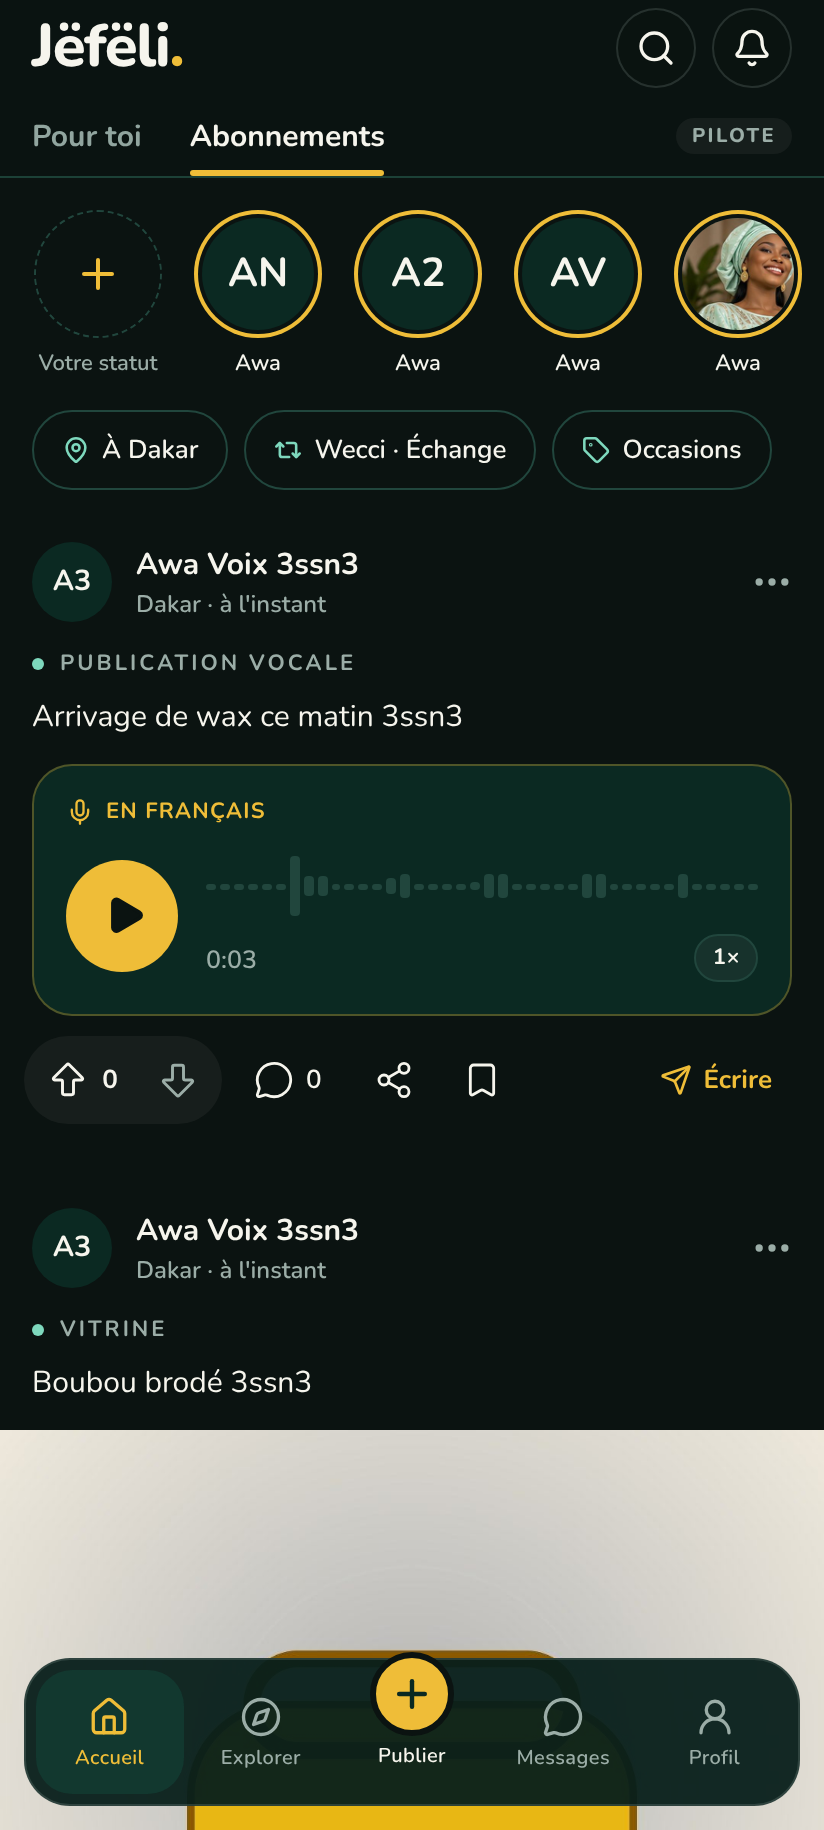 Jëfëli.
Pour toi
Abonnements
PILOTE
AN
A2
AV
Votre statut
Awa
Awa
Awa
Awa
À Dakar
Wecci · Échange
Occasions
A3
Awa Voix 3ssn3
Dakar · à l'instant
PUBLICATION VOCALE
Arrivage de wax ce matin 3ssn3
EN FRANÇAIS
0:03
1×
0
0
Écrire
A3
Awa Voix 3ssn3
Dakar · à l'instant
VITRINE
Boubou brodé 3ssn3
Accueil
Explorer
Publier
Messages
Profil